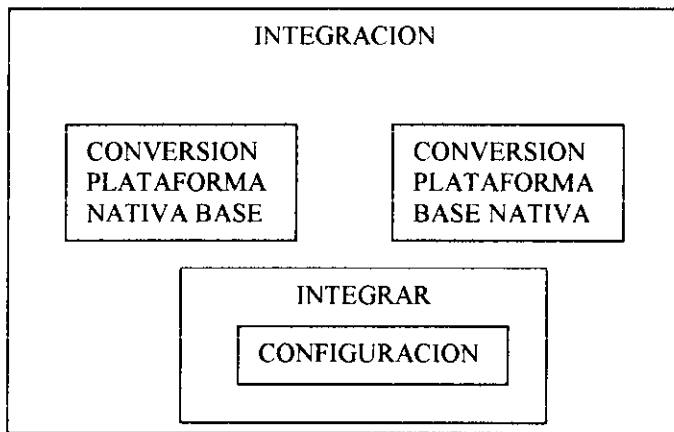 INTEGRACION
CONVERSION
PLATAFORMA
NATIVA BASE
CONVERSION
PLATAFORMA
BASE NATIVA
INTEGRAR
CONFIGURACION